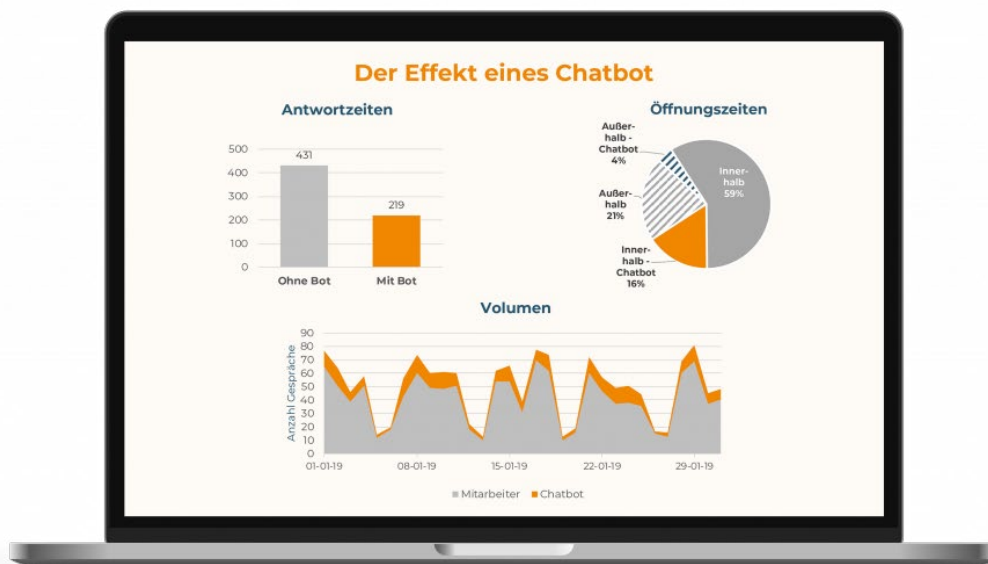 Der Effekt eines Chatbot
Antwortzeiten
500
400
300
200
100
0
431
219
Ohne Bot
Mit Bot
Öffnungszeiten
Außer-
halb -
Chatbot
4%
Außer-
halb
21%
Inner-
halb -
Chatbot
16%
Inner-
halb
59%
Volumen
Anzahl Gespräche
90
80
70
60
50
40
30
20
10
0
01-01-19
08-01-19
15-01-19
22-01-19
29-01-19
Mitarbeiter
Chatbot